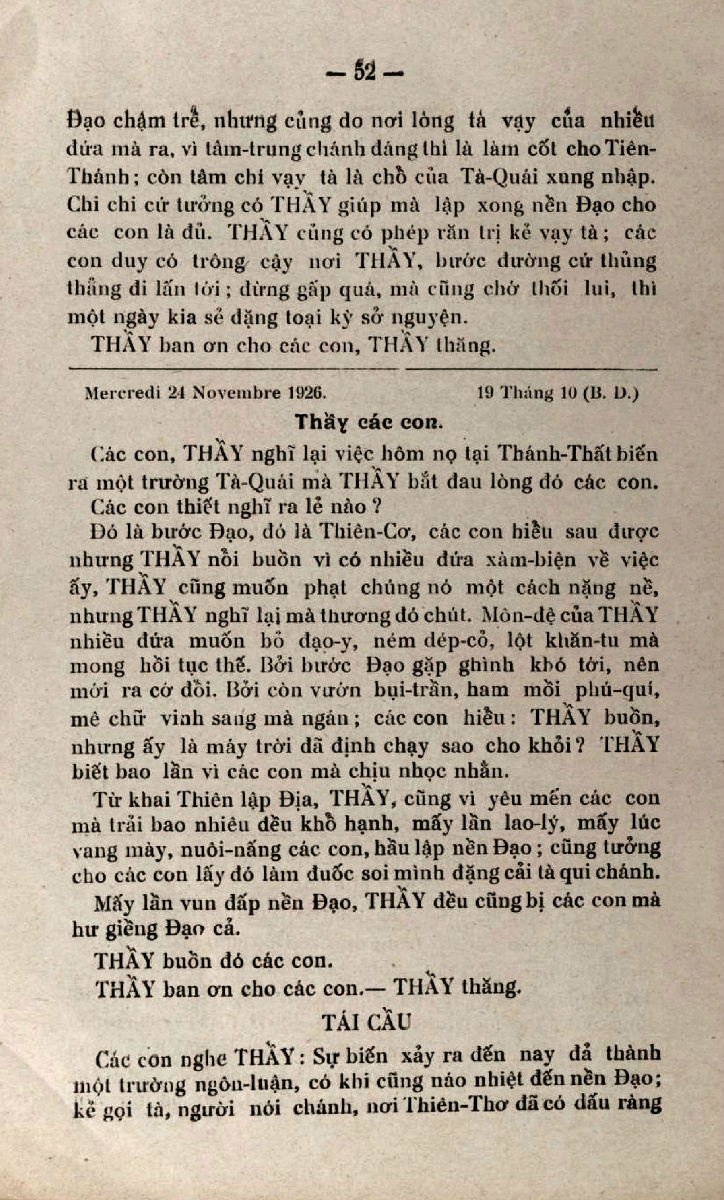 — 52 —
Đạo chậm trể, nhưng củng do nơi lòng tà vạy của nhiều
đứa mà ra, vì tâm-trung chánh đáng thì là làm cốt cho Tiên-
Thánh; còn tâm chí vạy tà là chỗ của Tà-Quái xung nhập.
Chi chi cứ tưởng có THẦY giúp mà lập xong nền Đạo cho
các con là đủ. THẦY củng có phép răn trị kẻ vạy tà; các
con duy có trông cậy nơi THẦY, bước đường cứ thủng
thẳng đi lấn tới; đừng gấp quá, mà cũng chớ thối lui, thì
một ngày kia sẻ đặng toại kỳ sở nguyện.
THẦY ban ơn cho các con, THẦY thăng.
Mercredi 24 Novembre 1926. 19 Tháng 10 (B. D.)
Thầy các con.
Các con, THẦY nghĩ lại việc hôm nọ tại Thánh-Thất biến
ra một trường Tà-Quái mà THẦY bắt đau lòng đó các con.
Các con thiết nghĩ ra lẻ nào?
Đó là bước Đạo, đó là Thiên-Cơ, các con hiểu sau được
nhưng THẦY nỗi buồn vì có nhiều đứa xàm-biện về việc
ấy, THẦY cũng muốn phạt chúng nó một cách nặng nề,
nhưng THẦY nghĩ lại mà thương đó chút. Môn-đệ của THẦY
nhiều đứa muốn bỏ đạo-y, ném dép-cỏ, lột khăn-tu mà
mong hồi tục thế. Bởi bước Đạo gặp ghình khó tới, nên
mới ra cớ đổi. Bởi còn vướn bụi-trần, ham mồi phú-quí,
mê chữ vinh sang mà ngán; các con hiểu: THẦY buồn,
nhưng ấy là máy trời đã định chạy sao cho khỏi? THẦY
biết bao lần vì các con mà chịu nhọc nhằn.
Từ khai Thiên lập Địa, THẦY, cũng vì yêu mến các con
mà trải bao nhiêu đều khổ hạnh, mấy lần lao-lý, mấy lúc
vang mày, nuôi-nấng các con, hầu lập nền Đạo; cũng tưởng
cho các con lấy đó làm đuốc soi mình đặng cải tà qui chánh.
Mấy lần vun đấp nền Đạo, THẦY đều cũng bị các con mà
hư giềng Đạo cả.
THẦY buồn đó các con.
THẦY ban ơn cho các con.— THẦY thăng.
TÁI CẦU
Các con nghe THẦY: Sự biến xảy ra đến nay đả thành
một trường ngôn-luận, có khi cũng náo nhiệt đến nền Đạo;
kẻ gọi tà, người nói chánh, nơi Thiên-Thơ đã có dấu ràng